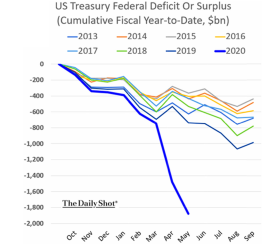 US Treasury Federal Deficit Or Surplus
(Cumulative Fiscal Year-to-Date, $bn)
2013 2014 2015 2016
2017 2018 2019 2020
0
-200
-400
-600
-800
-1,000
-1,200
-1,400
-1,600
-1,800
-2,000
The Daily Shot
Oct Nov Dec Jan Feb Mar Apr May Jun Jul Aug Sep